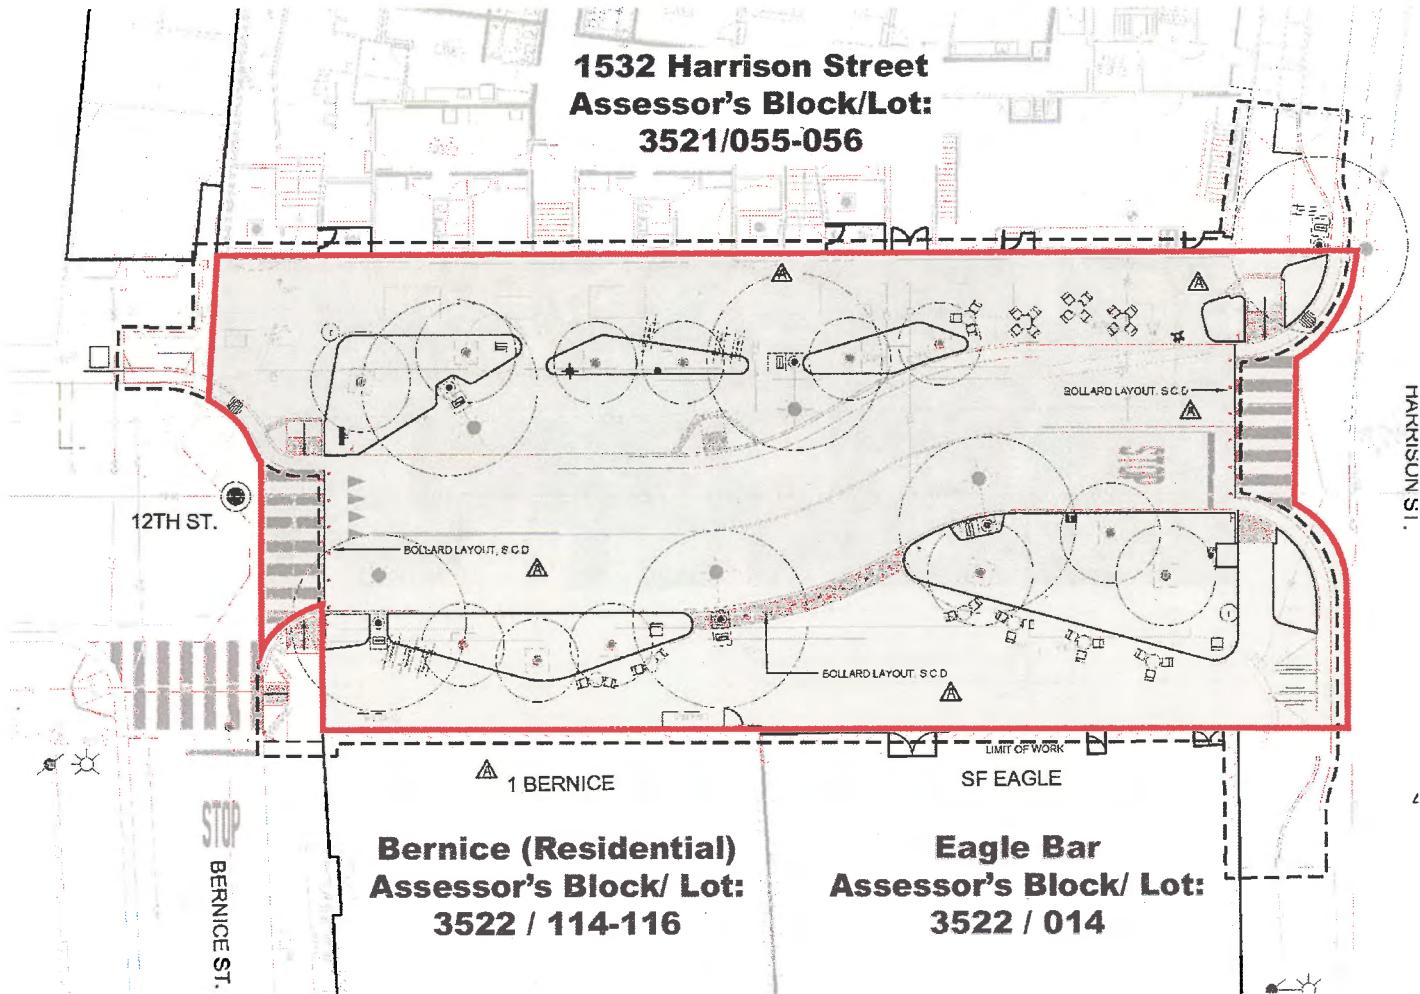 1532 Harrison Street
Assessor's Block/Lot:
3521/055-056
BOLLARD LAYOUT, S.C.D
HARRISON ST.
STOP
12TH ST.
BOLLARD LAYOUT, S.C.D
BOLLARD LAYOUT, S.C.D
LIMIT OF WORK
1 BERNICE
SF EAGLE
STOP
BERNICE ST.
Bernice (Residential)
Assessor's Block/ Lot:
3522 / 114-116
Eagle Bar
Assessor's Block/ Lot:
3522 / 014